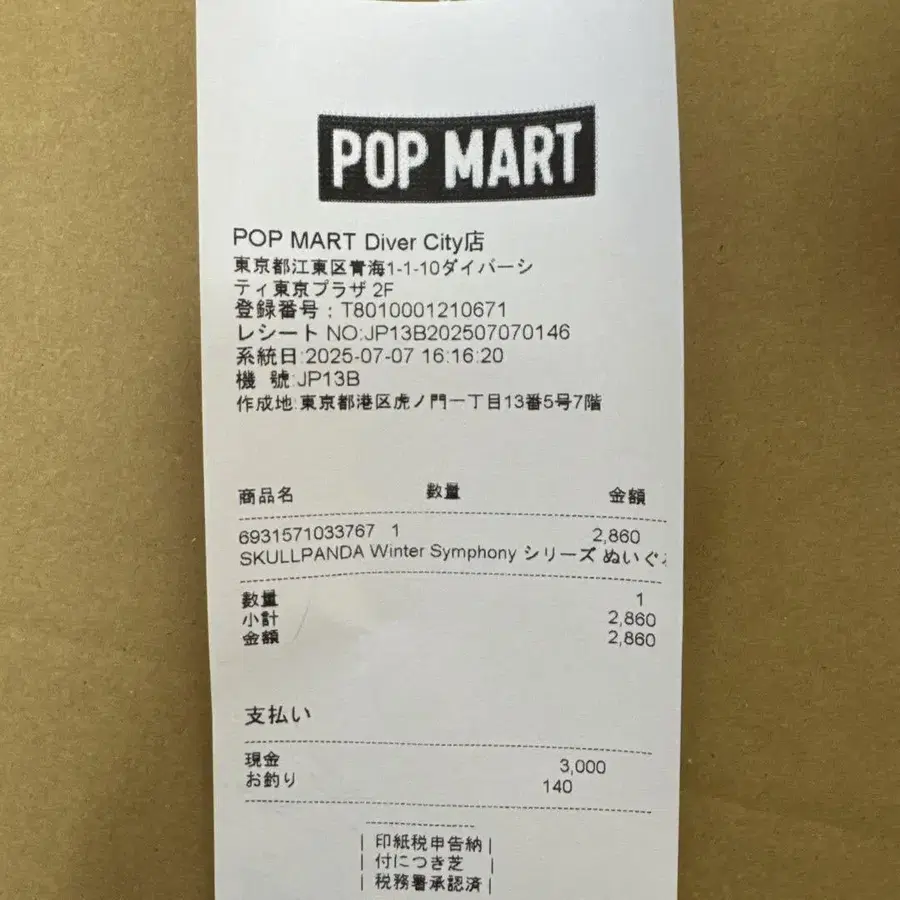 POP MART
POP MART Diver City店
東京都江東区青海1-1-10ダイバーシ
ティ東京プラザ 2F
登録番号：T8010001210671
レシート NO:JP13B202507070146
系統日:2025-07-07 16:16:20
機 號:JP13B
作成地:東京都港区虎ノ門一丁目13番5号7階
商品名 数量 金額
6931571033767 1 2,860
SKULLPANDA Winter Symphony シリーズ ぬいぐ
数量 1
小計 2,860
金額 2,860
支払い
現金 3,000
お釣り 140
印紙税申告納
付につき芝
税務署承認済